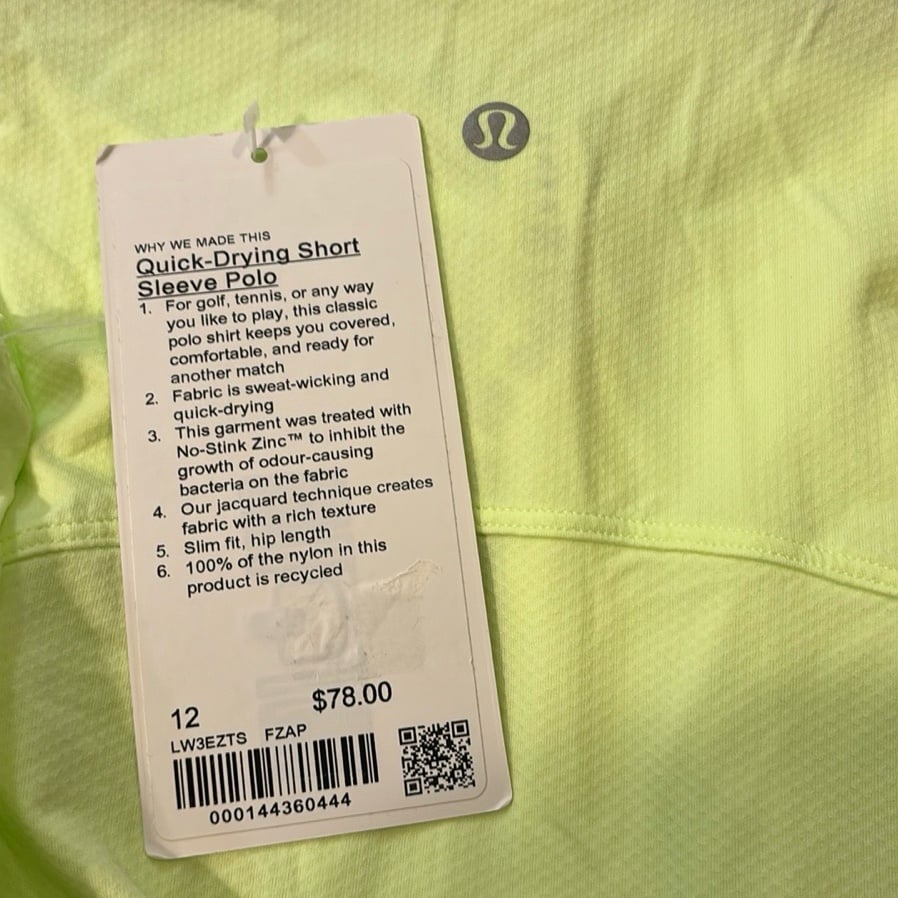 WHY WE MADE THIS
Quick-Drying Short
Sleeve Polo
1. For golf, tennis, or any way
you like to play, this classic
polo shirt keeps you covered,
comfortable, and ready for
another match
2. Fabric is sweat-wicking and
quick-drying
3. This garment was treated with
No-Stink Zinc™ to inhibit the
growth of odour-causing
bacteria on the fabric
4. Our jacquard technique creates
fabric with a rich texture
5. Slim fit, hip length
6. 100% of the nylon in this
product is recycled
12 $78.00
LW3EZTS FZAP
000144360444